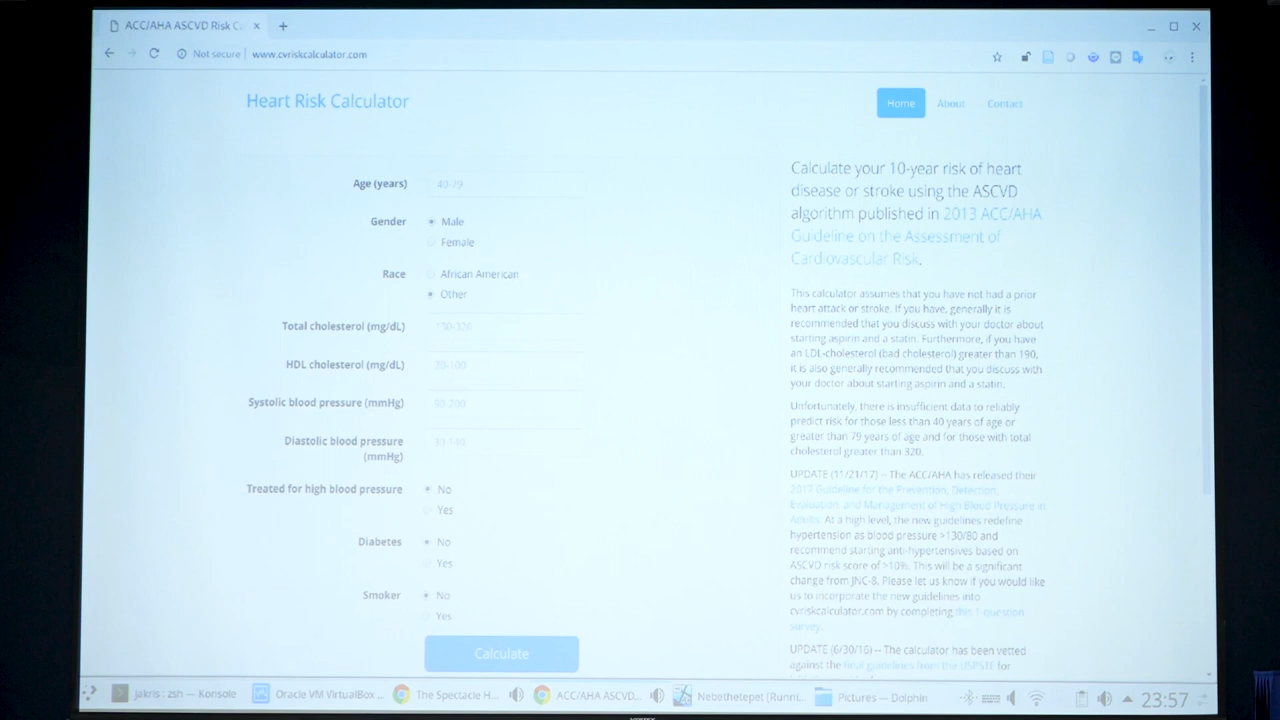 ACC/AHA ASCVD Risk C
Not secure | www.cvriskcalculator.com
Heart Risk Calculator
Home About Contact
Age (years) 40-79
Gender Male
Female
Race African American
Other
Total cholesterol (mg/dL) 130-320
HDL cholesterol (mg/dL) 20-100
Systolic blood pressure (mmHg) 90-200
Diastolic blood pressure
(mmHg) 30-140
Treated for high blood pressure No
Yes
Diabetes No
Yes
Smoker No
Yes
Calculate
Calculate your 10-year risk of heart
disease or stroke using the ASCVD
algorithm published in 2013 ACC/AHA
Guideline on the Assessment of
Cardiovascular Risk.
This calculator assumes that you have not had a prior
heart attack or stroke. If you have, generally it is
recommended that you discuss with your doctor about
starting aspirin and a statin. Furthermore, if you have
an LDL-cholesterol (bad cholesterol) greater than 190,
it is also generally recommended that you discuss with
your doctor about starting aspirin and a statin.
Unfortunately, there is insufficient data to reliably
predict risk for those less than 40 years of age or
greater than 79 years of age and for those with total
cholesterol greater than 320.
UPDATE (11/21/17) -- The ACC/AHA has released their
2017 Guideline for the Prevention, Detection,
Evaluation, and Management of High Blood Pressure in
Adults. At a high level, the new guidelines redefine
hypertension as blood pressure >130/80 and
recommend starting anti-hypertensives based on
ASCVD risk score of >10%. This will be a significant
change from JNC-8. Please let us know if you would like
us to incorporate the new guidelines into
cvriskcalculator.com by completing this 1-question
survey.
UPDATE (6/30/16) -- The calculator has been vetted
against the final guidelines from the USPSTF for
jakris : zsh — Konsole Oracle VM VirtualBox ... The Spectacle H... ACC/AHA ASCVD... Nebothetepet (Runni... Pictures — Dolphin 23:57